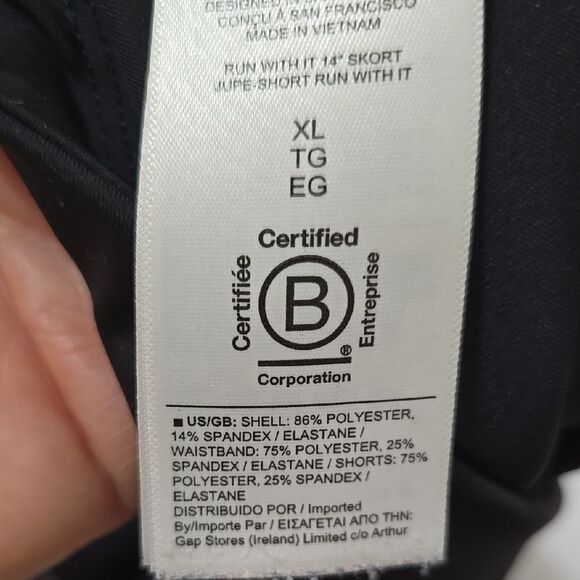 DESIGNED IN
CONÇU À SAN FRANCISCO
MADE IN VIETNAM
RUN WITH IT 14" SKORT
JUPE-SHORT RUN WITH IT
XL
TG
EG
Certified
Certifiée
B
Entreprise
®
Corporation
■ US/GB: SHELL: 86% POLYESTER,
14% SPANDEX / ELASTANE /
WAISTBAND: 75% POLYESTER, 25%
SPANDEX / ELASTANE / SHORTS: 75%
POLYESTER, 25% SPANDEX /
ELASTANE
DISTRIBUIDO POR / Imported
By/Importe Par / ΕΙΣΑΓΕΤΑΙ ΑΠΟ ΤΗΝ:
Gap Stores (Ireland) Limited c/o Arthur